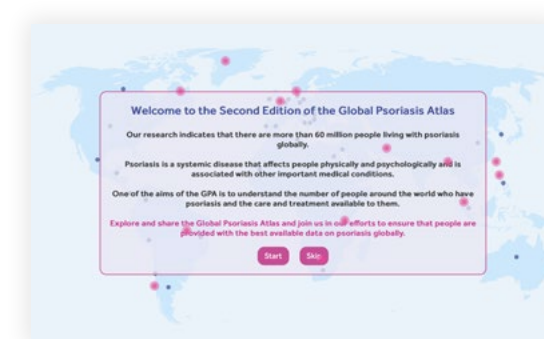 Welcome to the Second Edition of the Global Psoriasis Atlas
Our research indicates that there are more than 60 million people living with psoriasis
globally.
Psoriasis is a systemic disease that affects people physically and psychologically and is
associated with other important medical conditions.
One of the aims of the GPA is to understand the number of people around the world who have
psoriasis and the care and treatment available to them.
Explore and share the Global Psoriasis Atlas and join us in our efforts to ensure that people are
provided with the best available data on psoriasis globally.
Start Skip